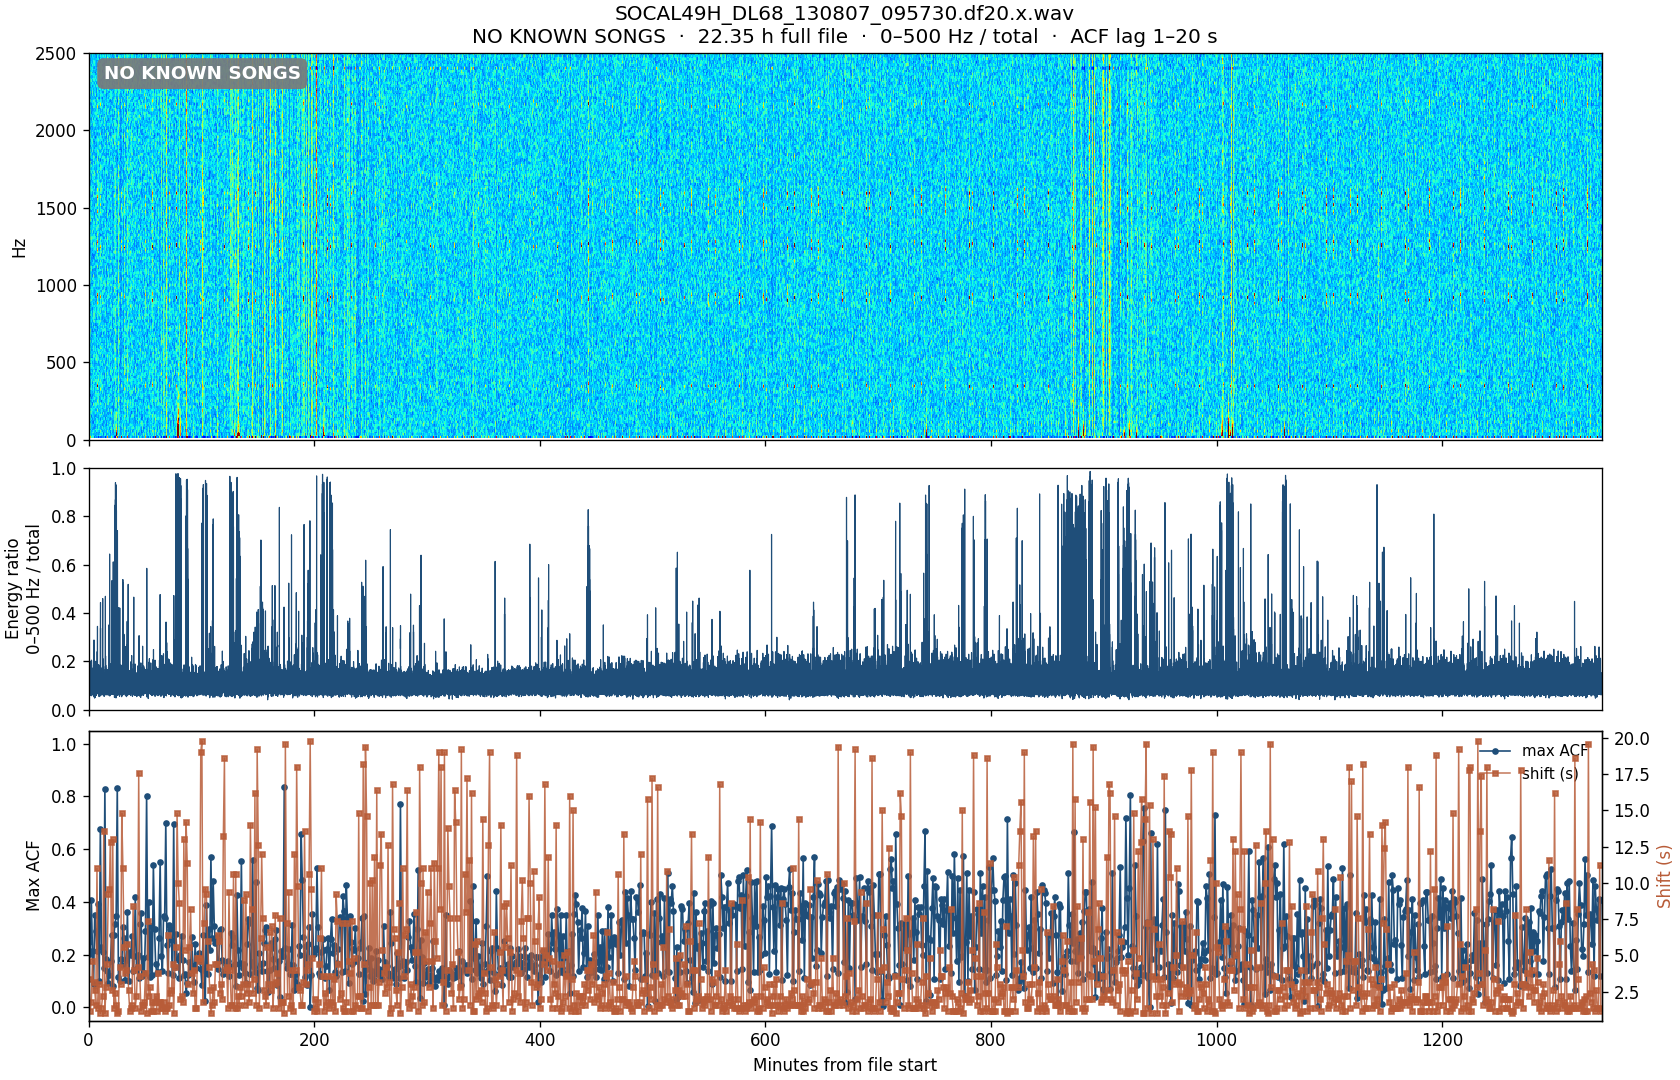 SOCAL49H_DL68_130807_095730.df20.x.wav
NO KNOWN SONGS · 22.35 h full file · 0–500 Hz / total · ACF lag 1–20 s
NO KNOWN SONGS
2500
2000
1500
1000
500
0
Hz
1.0
0.8
0.6
0.4
0.2
0.0
Energy ratio
0–500 Hz / total
1.0
0.8
0.6
0.4
0.2
0.0
Max ACF
max ACF
shift (s)
20.0
17.5
15.0
12.5
10.0
7.5
5.0
2.5
Shift (s)
0 200 400 600 800 1000 1200
Minutes from file start